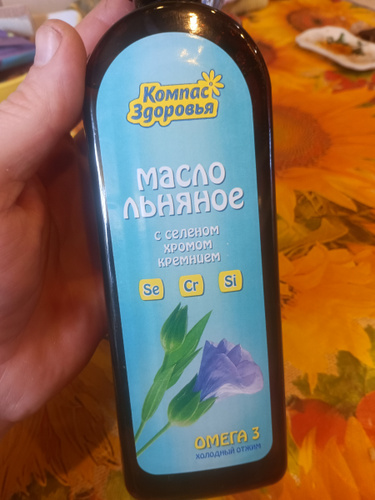 Компас
Здоровья
МАСЛО
ЛЬНЯНОЕ
С СЕЛЕНОМ
ХРОМОМ
КРЕМНИЕМ
Se Cr Si
ОМЕГА 3
ХОЛОДНЫЙ ОТЖИМ